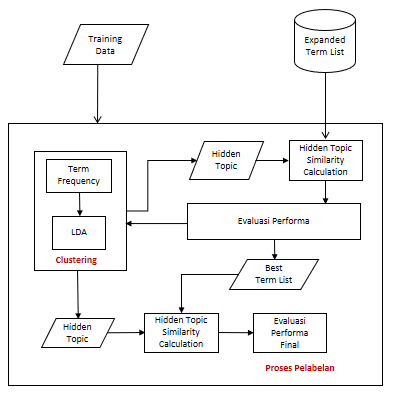 Training
Data
Expanded
Term List
Term
Frequency
LDA
Clustering
Hidden
Topic
Hidden Topic
Similarity
Calculation
Evaluasi Performa
Best
Term List
Hidden
Topic
Hidden Topic
Similarity
Calculation
Evaluasi
Performa
Final
Proses Pelabelan